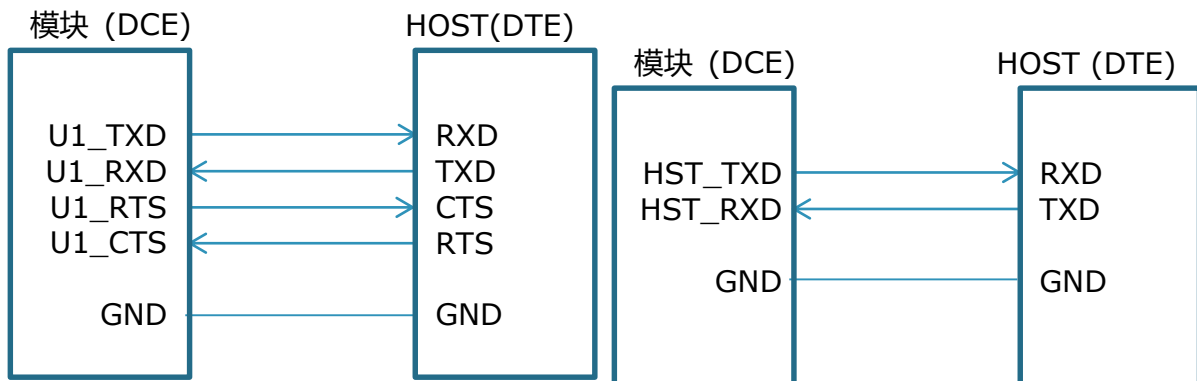 模块 (DCE)
HOST(DTE)
U1_TXD
RXD
U1_RXD
TXD
U1_RTS
CTS
U1_CTS
RTS
GND
GND
模块 (DCE)
HOST (DTE)
HST_TXD
RXD
HST_RXD
TXD
GND
GND